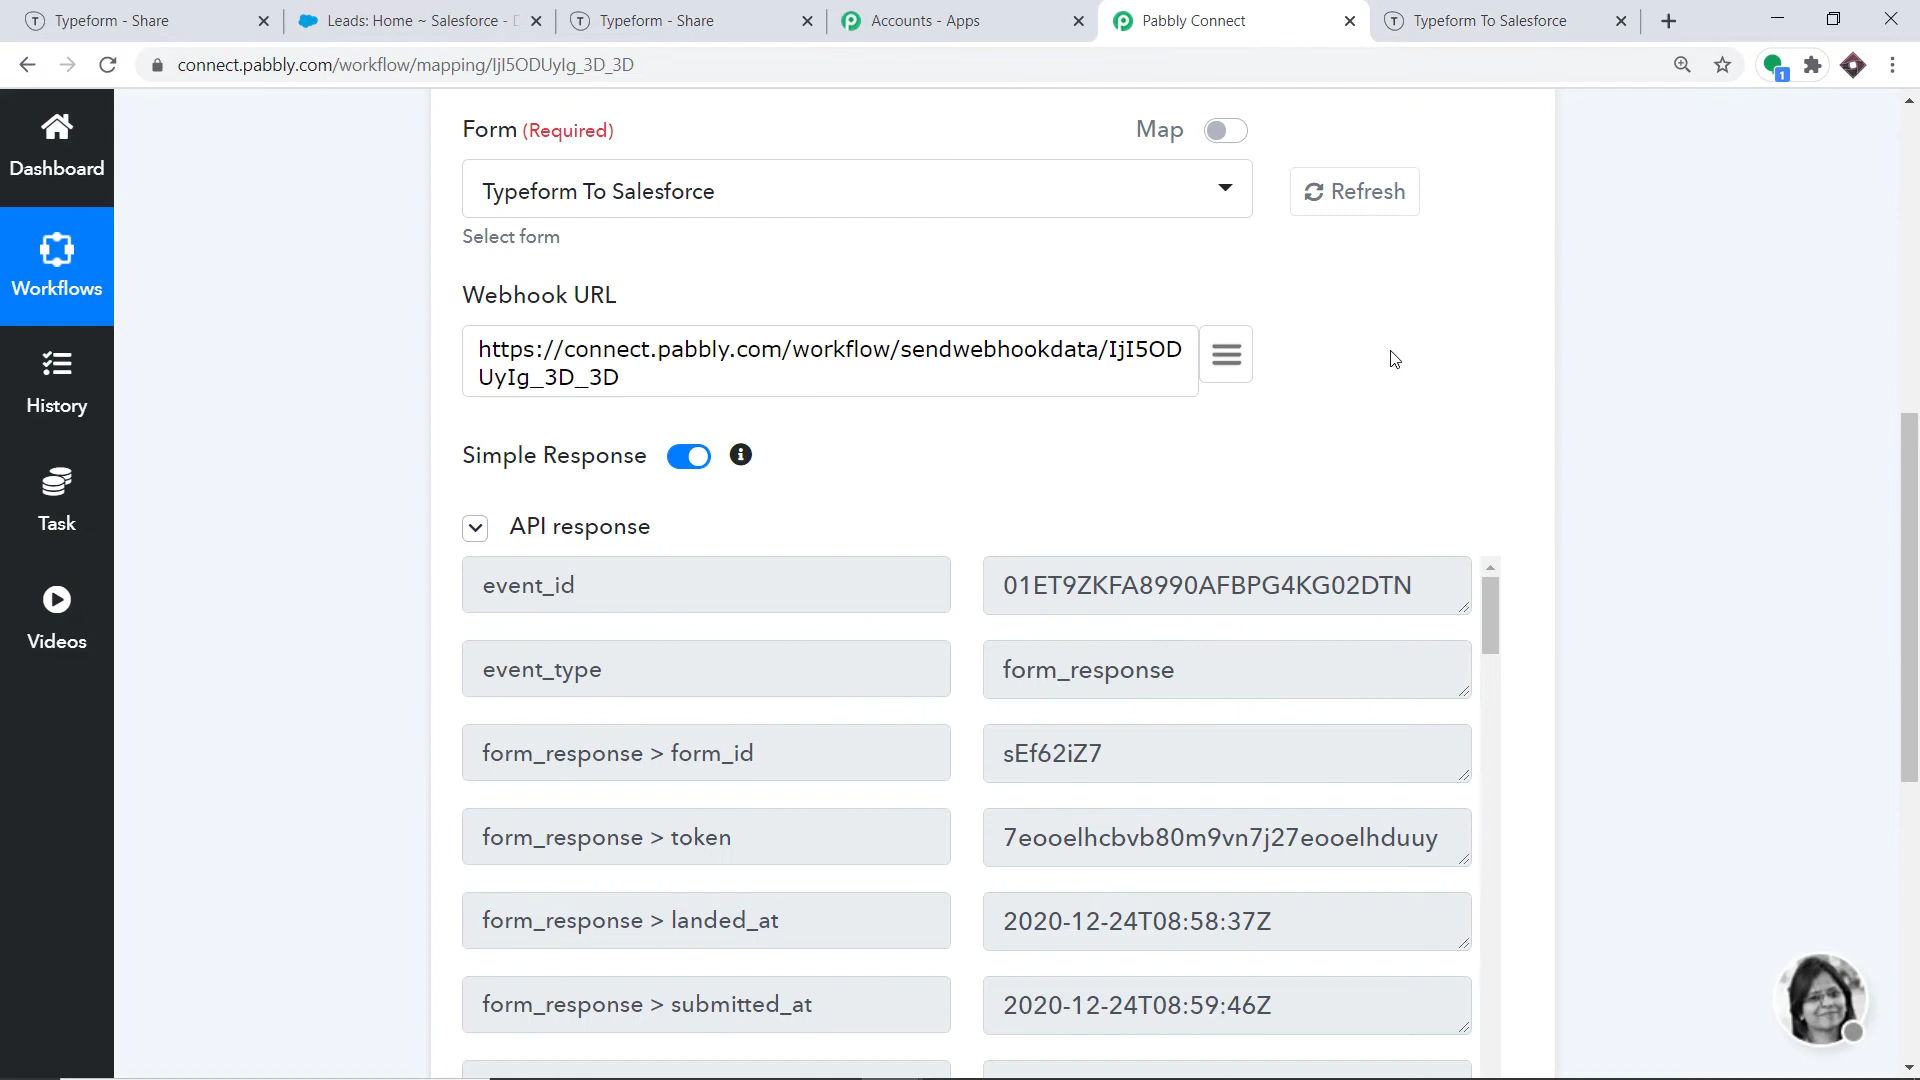 Typeform - Share
Leads: Home ~ Salesforce - D
Typeform - Share
Accounts - Apps
Pabbly Connect
Typeform To Salesforce
connect.pabbly.com/workflow/mapping/IjI5ODUyIg_3D_3D
1
Dashboard
Workflows
History
Task
Videos
Form (Required)
Map
Typeform To Salesforce
Refresh
Select form
Webhook URL
https://connect.pabbly.com/workflow/sendwebhookdata/IjI5OD
UyIg_3D_3D
Simple Response
API response
event_id
01ET9ZKFA8990AFBPG4KG02DTN
event_type
form_response
form_response > form_id
sEf62iZ7
form_response > token
7eooelhcbvb80m9vn7j27eooelhduuy
form_response > landed_at
2020-12-24T08:58:37Z
form_response > submitted_at
2020-12-24T08:59:46Z